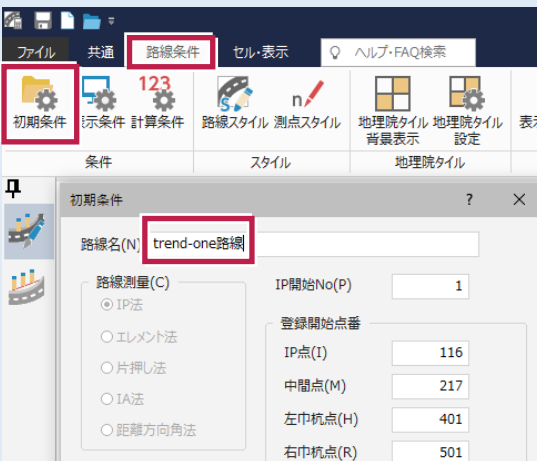 ファイル 共通 路線条件 セル・表示 ヘルプ・FAQ検索
初期条件 示条件 計算条件 路線スタイル 測点スタイル 地理院タイル 背景表示 地理院タイル 設定
条件 スタイル 地理院タイル
初期条件 ?
路線名(N) trend-one路線
路線測量(C) IP開始No(P) 1
IP法 登録開始点番
エレメント法 IP点(I) 116
片押し法 中間点(M) 217
IA法 左巾杭点(H) 401
距離方向角法 右巾杭点(R) 501